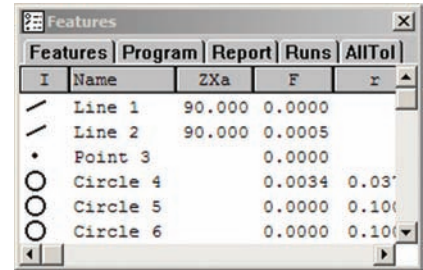 Features
Features Program Report Runs AllTol
I Name ZXa F r
Line 1 90.000 0.0000
Line 2 90.000 0.0005
Point 3 0.0000
Circle 4 0.0034
Circle 5 0.0000
Circle 6 0.0000